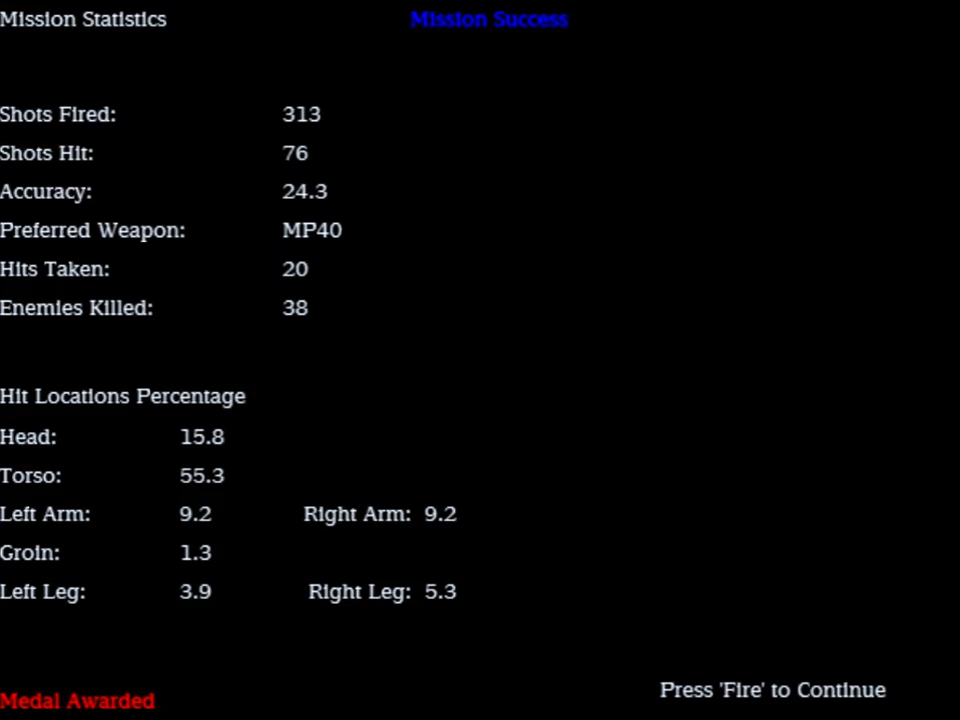 Mission Statistics Mission Success
Shots Fired: 313
Shots Hit: 76
Accuracy: 24.3
Preferred Weapon: MP40
Hits Taken: 20
Enemies Killed: 38
Hit Locations Percentage
Head: 15.8
Torso: 55.3
Left Arm: 9.2 Right Arm: 9.2
Groin: 1.3
Left Leg: 3.9 Right Leg: 5.3
Press 'Fire' to Continue
Medal Awarded